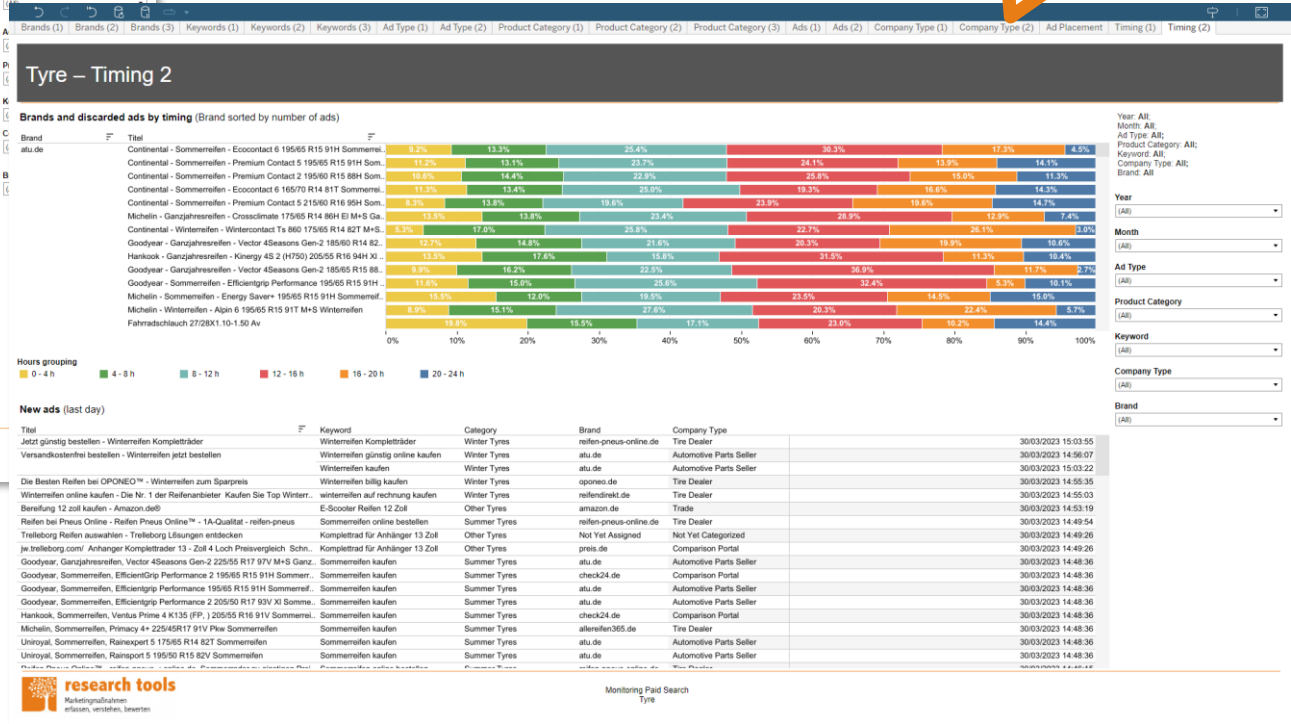 Brands (1) Brands (2) Brands (3) Keywords (1) Keywords (2) Keywords (3) Ad Type (1) Ad Type (2) Product Category (1) Product Category (2) Product Category (3) Ads (1) Ads (2) Company Type (1) Company Type (2) Ad Placement Timing (1) Timing (2)
Tyre – Timing 2
Brands and discarded ads by timing (Brand sorted by number of ads)
Brand Titel
atu.de Continental - Sommerreifen - Ecocontact 6 195/65 R15 91H Sommerrei.. 9.2% 13.3% 25.4% 30.3% 17.3% 4.5%
Continental - Sommerreifen - Premium Contact 5 195/65 R15 91H Som.. 11.2% 13.1% 23.7% 24.1% 13.9% 14.1%
Continental - Sommerreifen - Premium Contact 2 195/60 R15 88H Som.. 10.6% 14.4% 22.9% 25.8% 15.0% 11.3%
Continental - Sommerreifen - Ecocontact 6 165/70 R14 81T Sommerrei.. 11.3% 13.4% 25.0% 19.3% 16.6% 14.3%
Continental - Sommerreifen - Premium Contact 5 215/60 R16 95H Som.. 8.3% 13.8% 19.6% 23.9% 19.6% 14.7%
Michelin - Ganzjahresreifen - Crossclimate 175/65 R14 86H El M+S Ga.. 13.5% 13.8% 23.4% 28.9% 12.9% 7.4%
Continental - Winterreifen - Wintercontact Ts 860 175/65 R14 82T M+S.. 5.3% 17.0% 25.8% 22.7% 26.1% 3.0%
Goodyear - Ganzjahresreifen - Vector 4Seasons Gen-2 185/60 R14 82.. 12.7% 14.8% 21.6% 20.3% 19.9% 10.6%
Hankook - Ganzjahresreifen - Kinergy 4S 2 (H750) 205/55 R16 94H Xl .. 13.5% 17.6% 15.8% 31.5% 11.3% 10.4%
Goodyear - Ganzjahresreifen - Vector 4Seasons Gen-2 185/65 R15 88.. 9.9% 16.2% 22.5% 36.9% 11.7% 2.7%
Goodyear - Sommerreifen - Efficientgrip Performance 195/65 R15 91H .. 11.6% 15.0% 25.6% 32.4% 5.3% 10.1%
Michelin - Sommerreifen - Energy Saver+ 195/65 R15 91H Sommerreif.. 15.5% 12.0% 19.5% 23.5% 14.5% 15.0%
Michelin - Winterreifen - Alpin 6 195/65 R15 91T M+S Winterreifen 8.9% 15.1% 27.6% 20.3% 22.4% 5.7%
Fahrradschlauch 27/28X1.10-1.50 Av 19.8% 15.5% 17.1% 23.0% 10.2% 14.4%
0% 10% 20% 30% 40% 50% 60% 70% 80% 90% 100%
Hours grouping
0 - 4 h 4 - 8 h 8 - 12 h 12 - 16 h 16 - 20 h 20 - 24 h
Year: All;
Month: All;
Ad Type: All;
Product Category: All;
Keyword: All;
Company Type: All;
Brand: All
Year
(All)
Month
(All)
Ad Type
(All)
Product Category
(All)
Keyword
(All)
Company Type
(All)
Brand
(All)
New ads (last day)
Titel Keyword Category Brand Company Type
Jetzt günstig bestellen - Winterreifen Kompletträder Winterreifen Kompletträder Winter Tyres reifen-pneus-online.de Tire Dealer 30/03/2023 15:03:55
Versandkostenfrei bestellen - Winterreifen jetzt bestellen Winterreifen günstig online kaufen Winter Tyres atu.de Automotive Parts Seller 30/03/2023 14:56:07
Winterreifen kaufen Winter Tyres atu.de Automotive Parts Seller 30/03/2023 15:03:22
Die Besten Reifen bei OPONEO™ - Winterreifen zum Sparpreis Winterreifen billig kaufen Winter Tyres oponeo.de Tire Dealer 30/03/2023 14:55:35
Winterreifen online kaufen - Die Nr. 1 der Reifenanbieter Kaufen Sie Top Winterr.. winterreifen auf rechnung kaufen Winter Tyres reifendirekt.de Tire Dealer 30/03/2023 14:55:03
Bereifung 12 zoll kaufen - Amazon.de® E-Scooter Reifen 12 Zoll Other Tyres amazon.de Trade 30/03/2023 14:53:19
Reifen bei Pneus Online - Reifen Pneus Online™ - 1A-Qualitat - reifen-pneus Sommerreifen online bestellen Summer Tyres reifen-pneus-online.de Tire Dealer 30/03/2023 14:49:54
Trelleborg Reifen auswahlen - Trelleborg Lösungen entdecken Komplettrad für Anhänger 13 Zoll Other Tyres Not Yet Assigned Not Yet Categorized 30/03/2023 14:49:26
jw.trelleborg.com/ Anhanger Komplettrader 13 - Zoll 4 Loch Preisvergleich Schn.. Komplettrad für Anhänger 13 Zoll Other Tyres preis.de Comparison Portal 30/03/2023 14:49:26
Goodyear, Ganzjahresreifen, Vector 4Seasons Gen-2 225/55 R17 97V M+S Ganz.. Sommerreifen kaufen Summer Tyres atu.de Automotive Parts Seller 30/03/2023 14:48:36
Goodyear, Sommerreifen, EfficientGrip Performance 2 195/65 R15 91H Sommerr.. Sommerreifen kaufen Summer Tyres check24.de Comparison Portal 30/03/2023 14:48:36
Goodyear, Sommerreifen, Efficientgrip Performance 195/65 R15 91H Sommerreif.. Sommerreifen kaufen Summer Tyres atu.de Automotive Parts Seller 30/03/2023 14:48:36
Goodyear, Sommerreifen, Efficientgrip Performance 2 205/50 R17 93V Xl Somme.. Sommerreifen kaufen Summer Tyres atu.de Automotive Parts Seller 30/03/2023 14:48:36
Hankook, Sommerreifen, Ventus Prime 4 K135 (FP, ) 205/55 R16 91V Sommerrei.. Sommerreifen kaufen Summer Tyres check24.de Comparison Portal 30/03/2023 14:48:36
Michelin, Sommerreifen, Primacy 4+ 225/45R17 91V Pkw Sommerreifen Sommerreifen kaufen Summer Tyres allereifen365.de Tire Dealer 30/03/2023 14:48:36
Uniroyal, Sommerreifen, Rainexpert 5 175/65 R14 82T Sommerreifen Sommerreifen kaufen Summer Tyres atu.de Automotive Parts Seller 30/03/2023 14:48:36
Uniroyal, Sommerreifen, Rainsport 5 195/50 R15 82V Sommerreifen Sommerreifen kaufen Summer Tyres atu.de Automotive Parts Seller 30/03/2023 14:48:36
research tools
Marketingmaßnahmen
erfassen, verstehen, bewerten
Monitoring Paid Search
Tyre